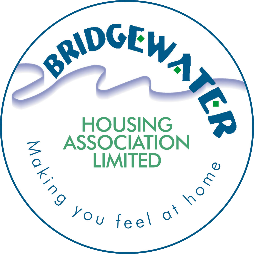 BRIDGEWATER
HOUSING
ASSOCIATION
LIMITED
Making you feel at home